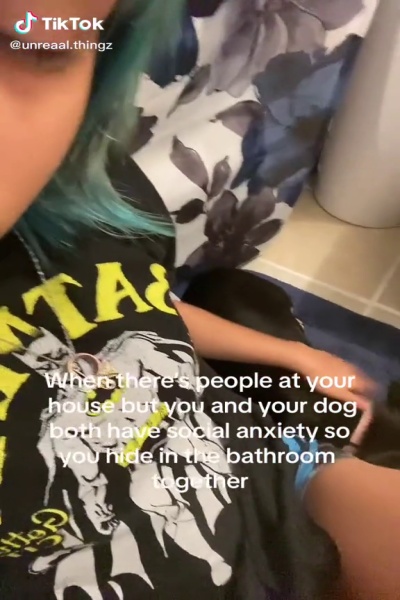 TikTok
@unreaal.thingz
When there's people at your
house but you and your dog
both have social anxiety so
you hide in the bathroom
together